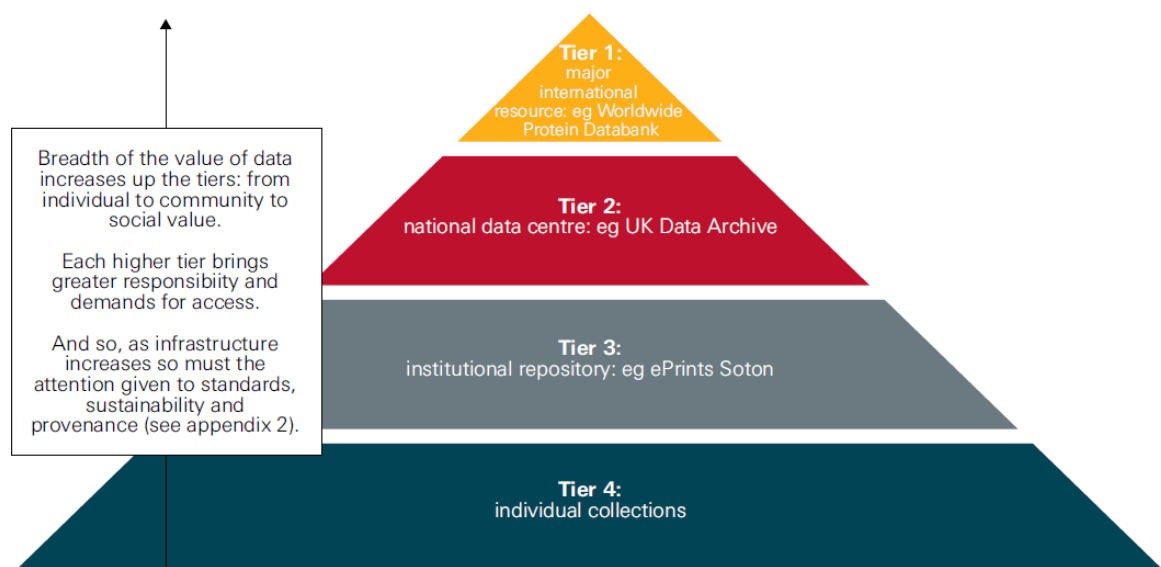 Tier 1:
major
international
resource: eg Worldwide
Protein Databank
Breadth of the value of data
increases up the tiers: from
individual to community to
social value.
Each higher tier brings
greater responsibiity and
demands for access.
And so, as infrastructure
increases so must the
attention given to standards,
sustainability and
provenance (see appendix 2).
Tier 2:
national data centre: eg UK Data Archive
Tier 3:
institutional repository: eg ePrints Soton
Tier 4:
individual collections